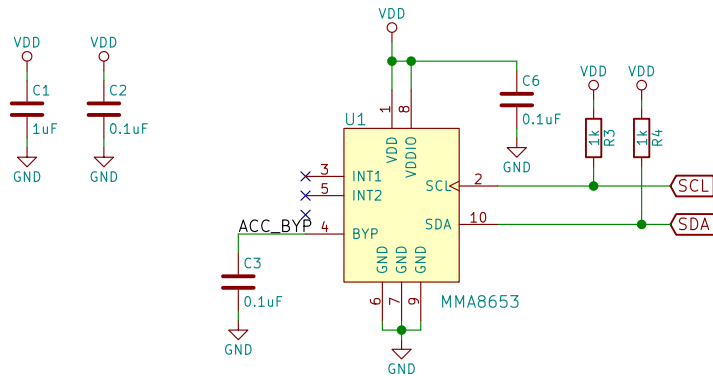 VDD
VDD
VDD
C1
1uF
GND
C2
0.1uF
GND
C6
0.1uF
GND
VDD
VDD
1k
R3
1k
R4
U1
1
8
VDD
VDDIO
3
INT1
5
INT2
ACC_BYP
4
BYP
SCL
2
SCL
SDA
10
SDA
C3
0.1uF
GND
GND
GND
GND
6
7
9
MMA8653
GND